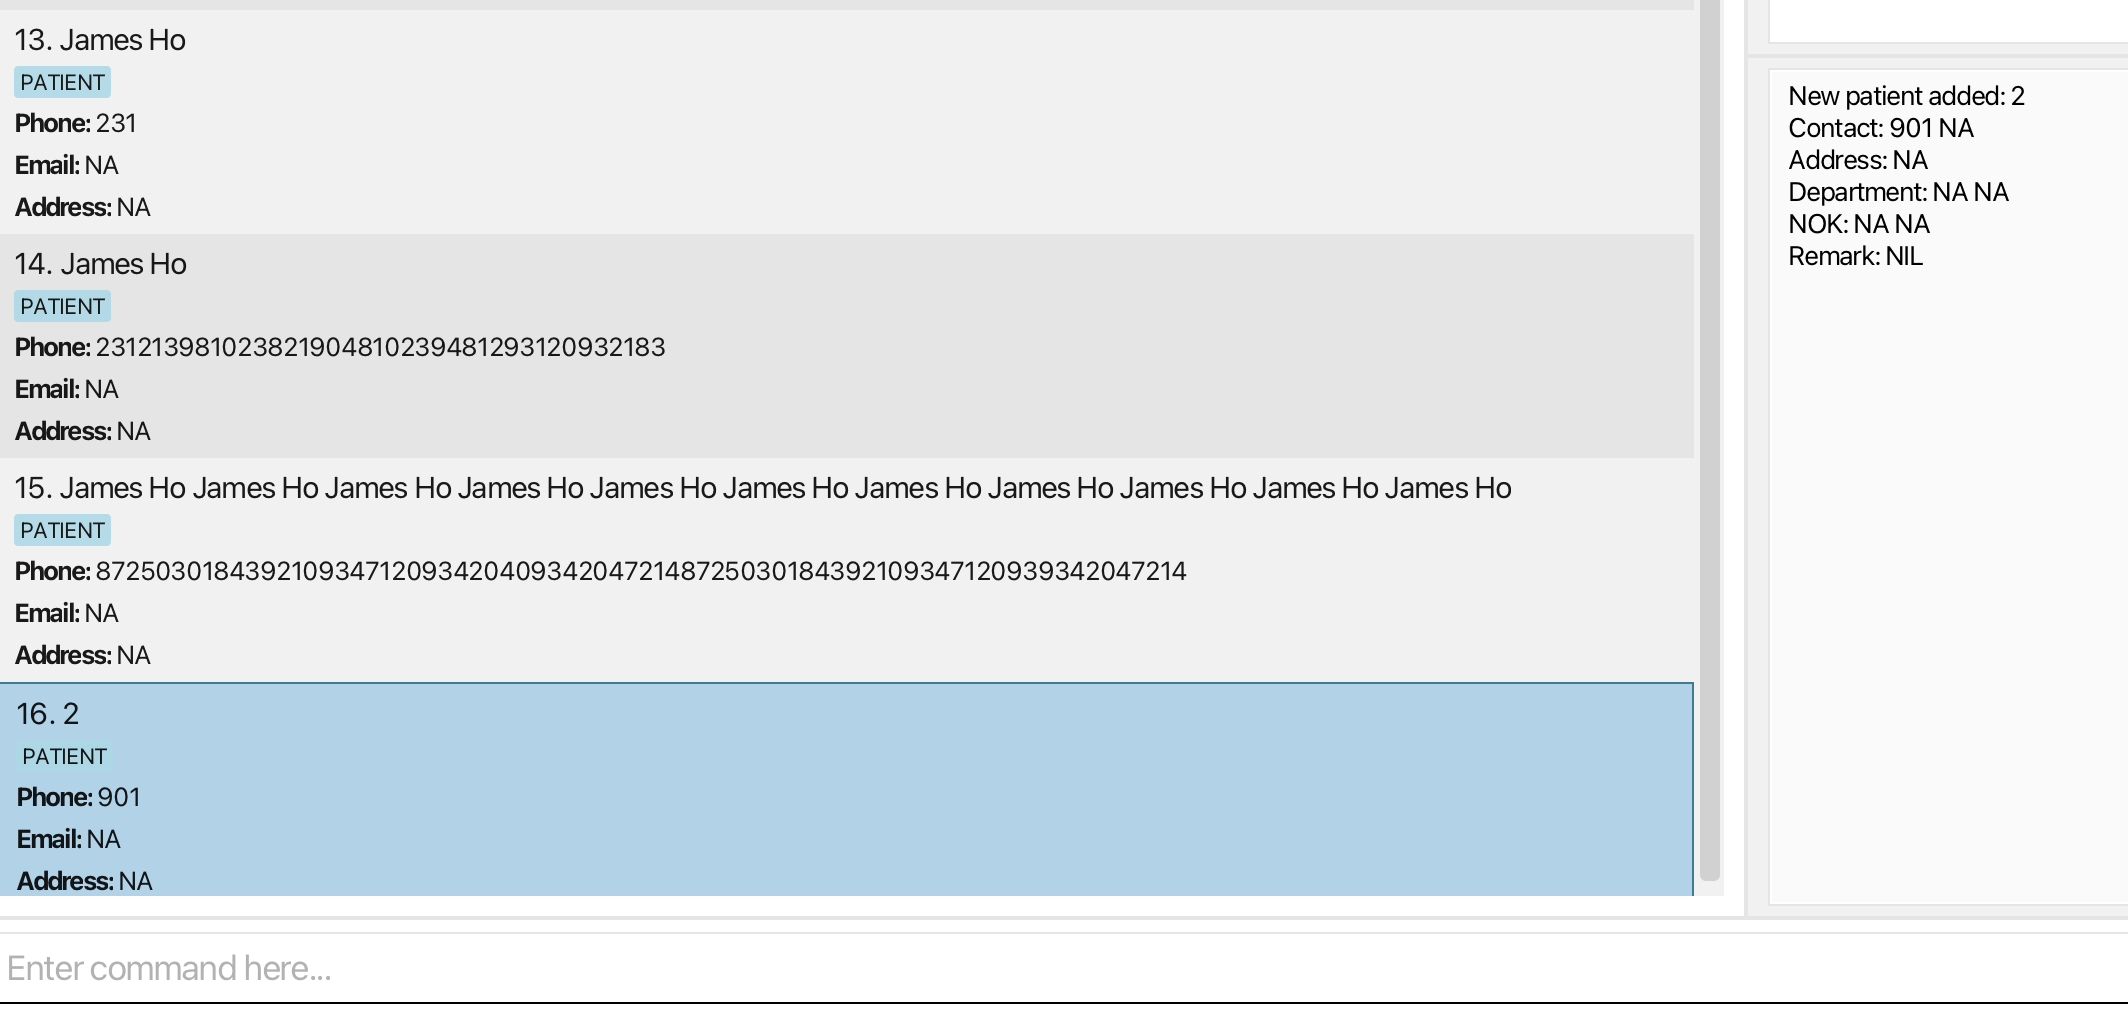 13. James Ho
PATIENT
Phone: 231
Email: NA
Address: NA
14. James Ho
PATIENT
Phone: 2312139810238219048102394812931209​32183
Email: NA
Address: NA
15. James Ho James Ho James Ho James Ho James Ho James Ho James Ho James Ho James Ho James Ho James Ho
PATIENT
Phone: 872503018439210934712093420409342047214872503018439210934712093934204721​4
Email: NA
Address: NA
16. 2
PATIENT
Phone: 901
Email: NA
Address: NA
New patient added: 2
Contact: 901 NA
Address: NA
Department: NA NA
NOK: NA NA
Remark: NIL
Enter command here...